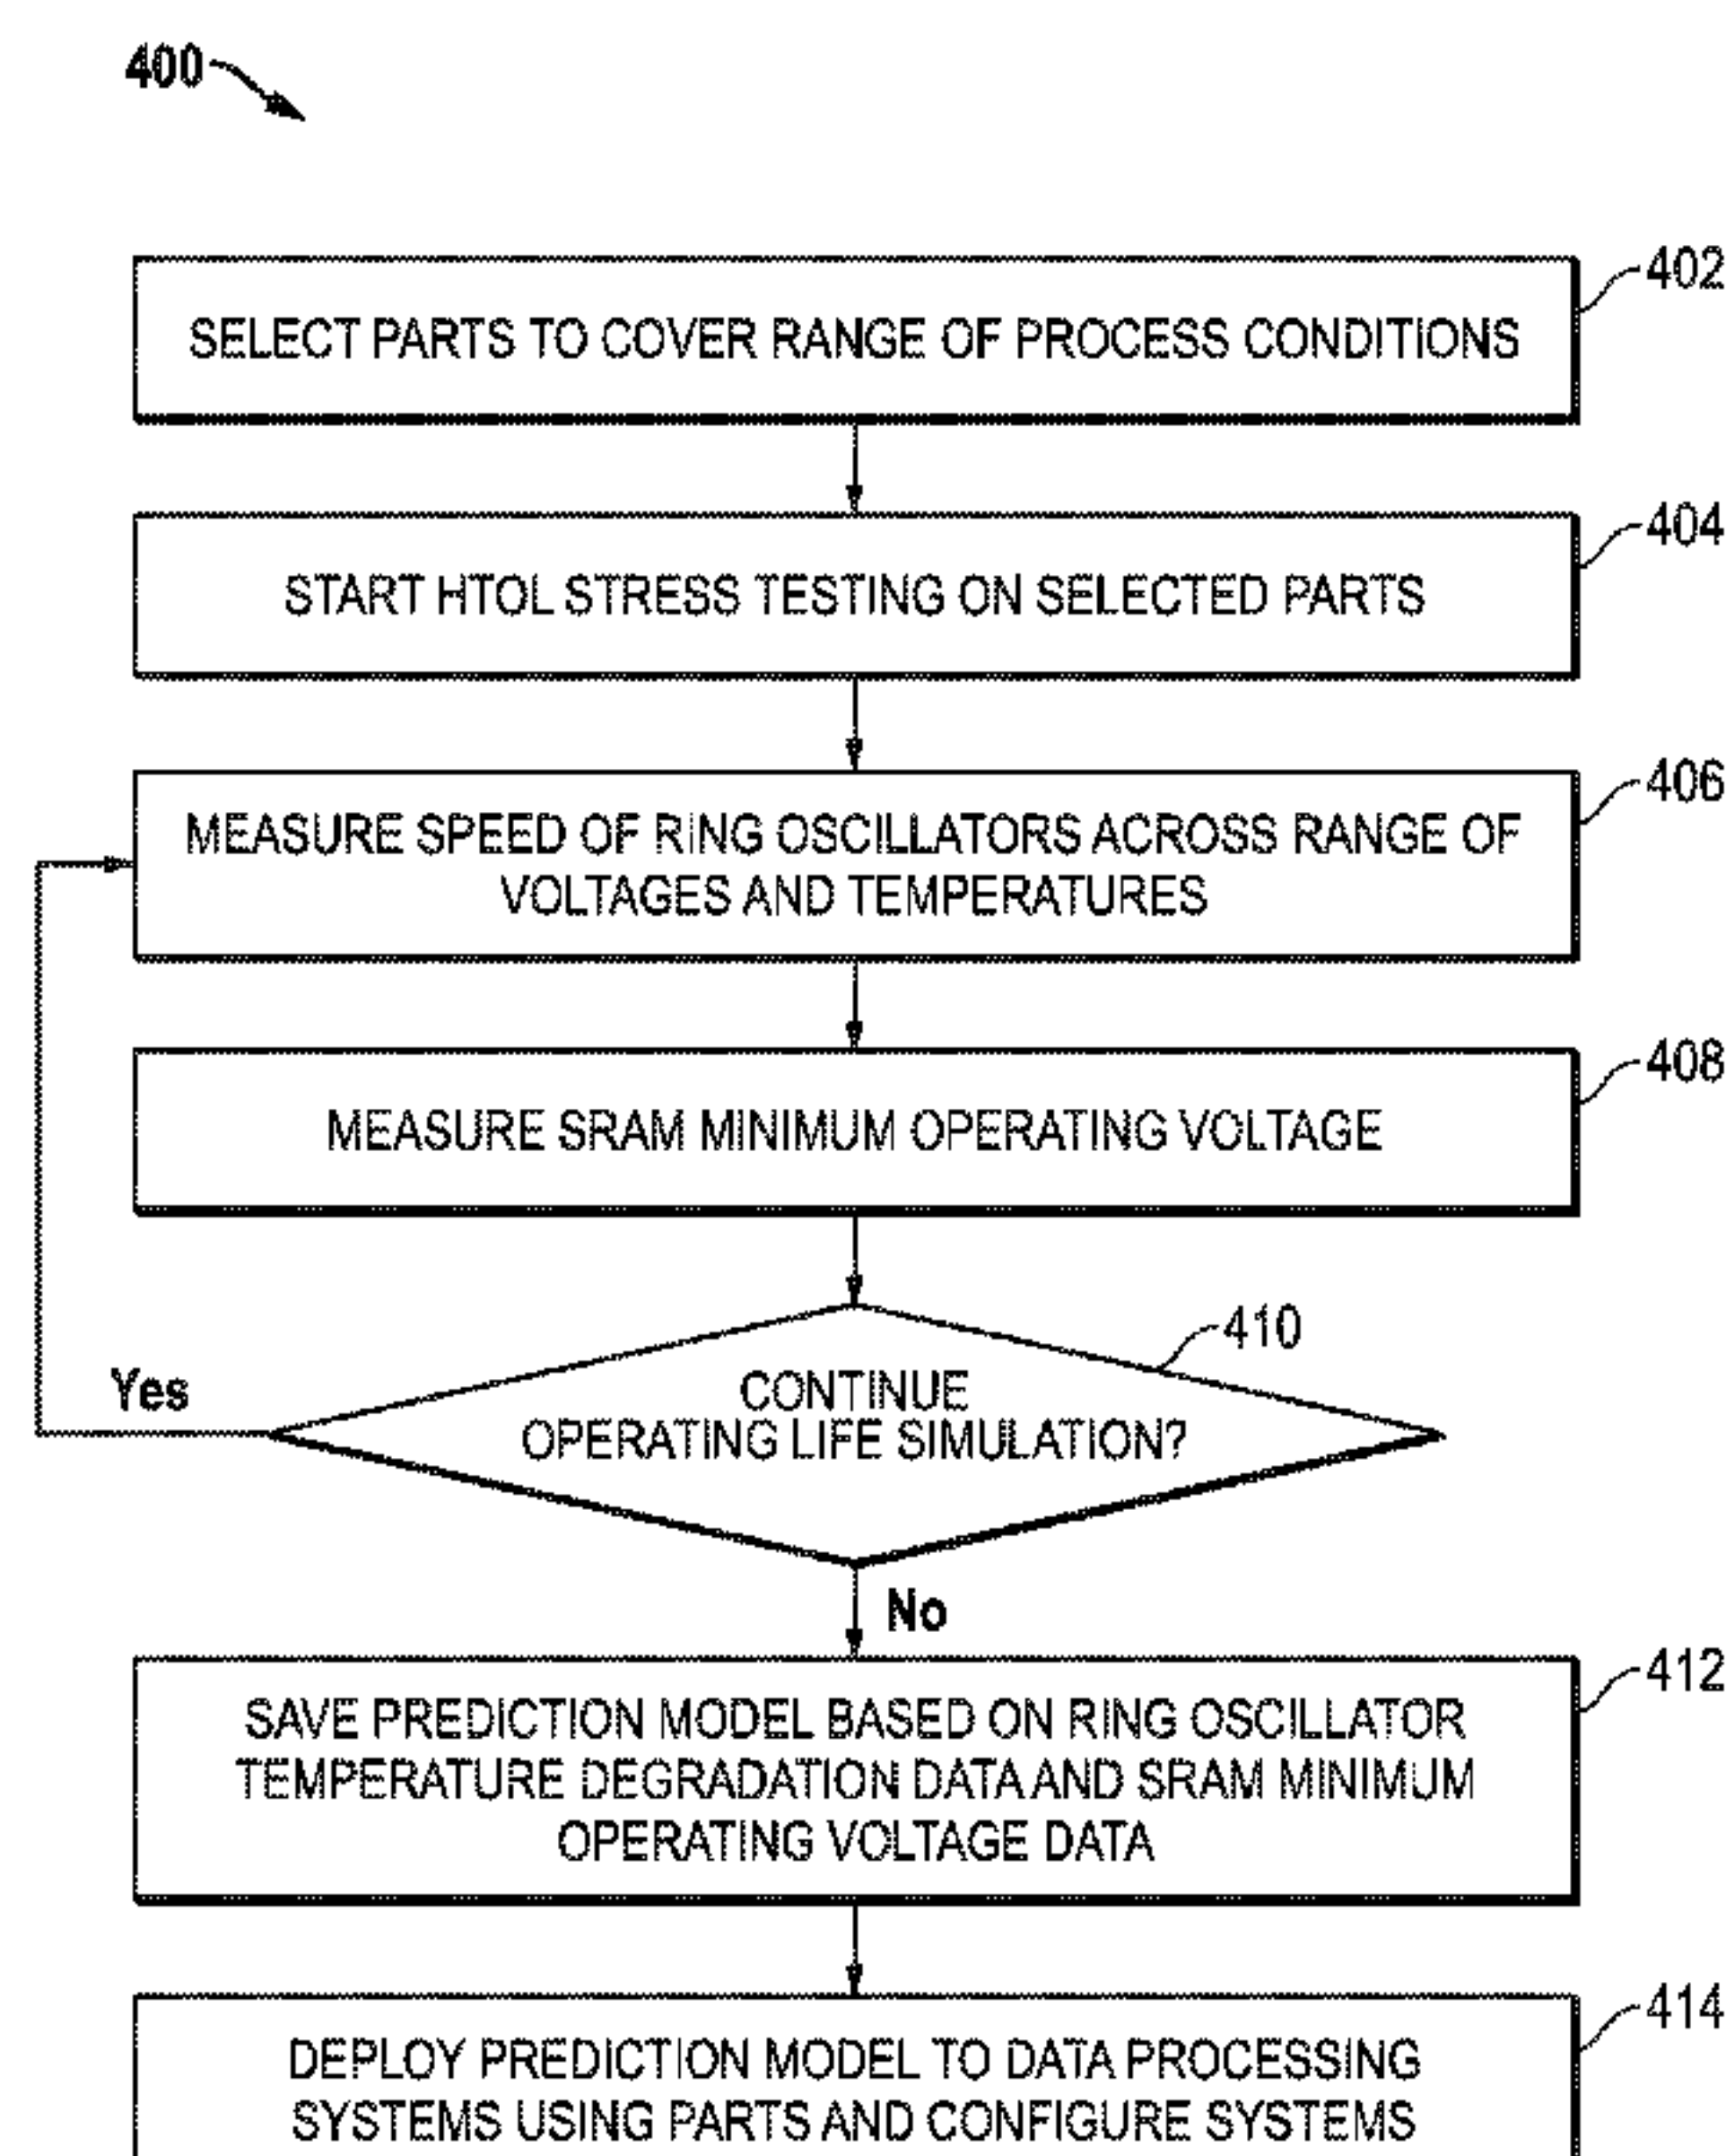 400
402
SELECT PARTS TO COVER RANGE OF PROCESS CONDITIONS
404
START HTOL STRESS TESTING ON SELECTED PARTS
406
MEASURE SPEED OF RING OSCILLATORS ACROSS RANGE OF
VOLTAGES AND TEMPERATURES
408
MEASURE SRAM MINIMUM OPERATING VOLTAGE
410
CONTINUE
OPERATING LIFE SIMULATION?
Yes
No
412
SAVE PREDICTION MODEL BASED ON RING OSCILLATOR
TEMPERATURE DEGRADATION DATA AND SRAM MINIMUM
OPERATING VOLTAGE DATA
414
DEPLOY PREDICTION MODEL TO DATA PROCESSING
SYSTEMS USING PARTS AND CONFIGURE SYSTEMS